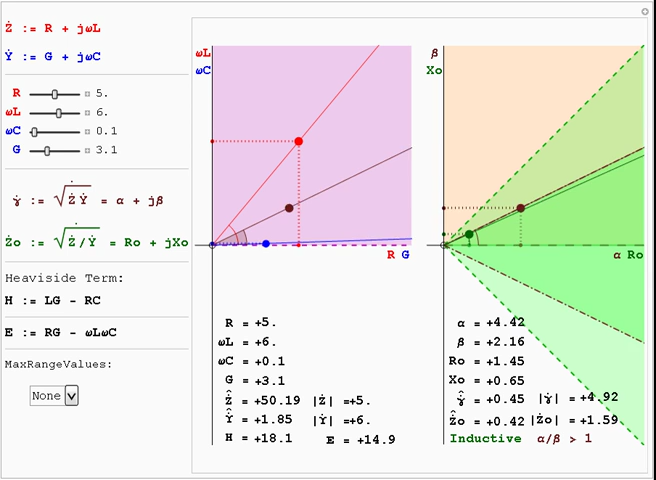 Ż := R + jωL
Ẏ := G + jωC
R 5.
ωL 6.
ωC 0.1
G 3.1
γ̇ := √Ż Ẏ = α + jβ
Żo := √Ż/Ẏ = Ro + jXo
Heaviside Term:
H := LG - RC
E := RG - ωLωC
MaxRangeValues:
None
ωL
ωC
R G
R = +5.
ωL = +6.
ωC = +0.1
G = +3.1
Ẑ = +50.19 |Ż| =+5.
Ŷ = +1.85 |Ẏ| =+6.
H = +18.1 E = +14.9
β
Xo
α Ro
α = +4.42
β = +2.16
Ro = +1.45
Xo = +0.65
γ̂ = +0.45 |γ̇| = +4.92
Ẑo = +0.42 |Żo| = +1.59
Inductive α/β > 1